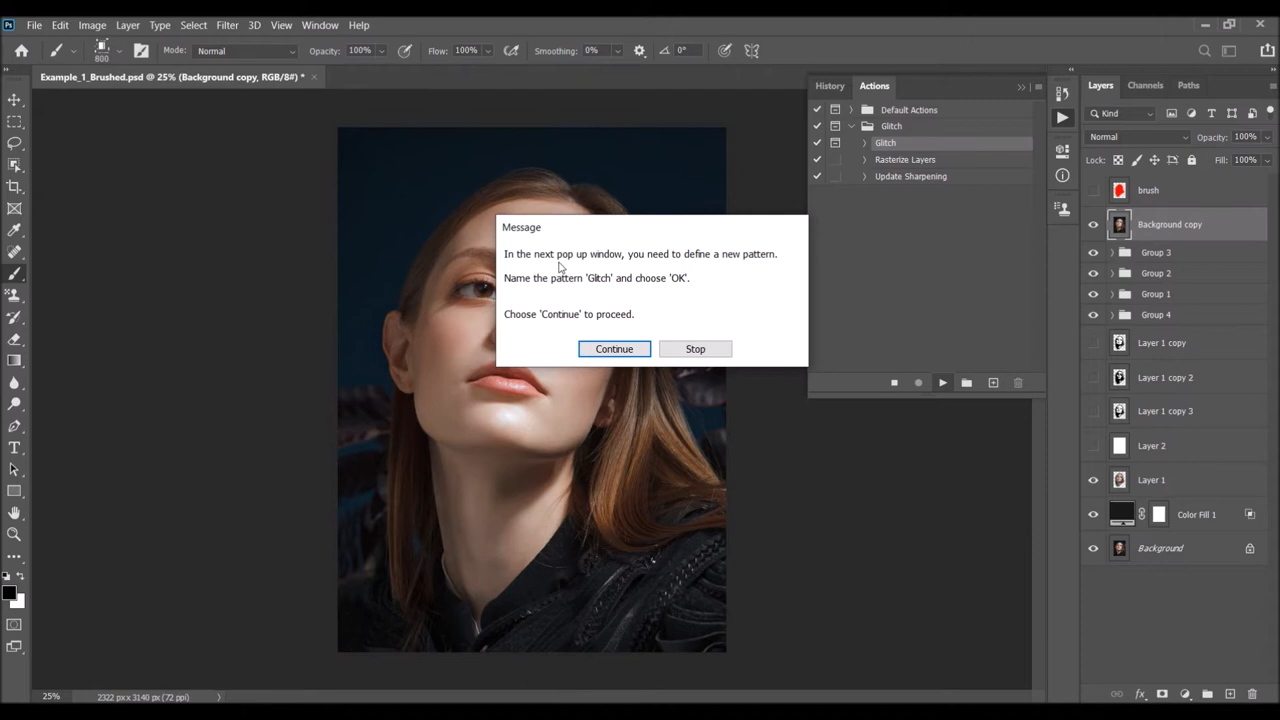 Ps File Edit Image Layer Type Select Filter 3D View Window Help
800 Mode: Normal Opacity: 100% Flow: 100% Smoothing: 0% 0°
Example_1_Brushed.psd @ 25% (Background copy, RGB/8#) * ×
History Actions
Default Actions
Glitch
Glitch
Rasterize Layers
Update Sharpening
Message
In the next pop up window, you need to define a new pattern.
Name the pattern 'Glitch' and choose 'OK'.
Choose 'Continue' to proceed.
Continue Stop
Layers Channels Paths
Kind
Normal Opacity: 100%
Lock: Fill: 100%
brush
Background copy
Group 3
Group 2
Group 1
Group 4
Layer 1 copy
Layer 1 copy 2
Layer 1 copy 3
Layer 2
Layer 1
Color Fill 1
Background
fx
25% 2322 px x 3140 px (72 ppi)